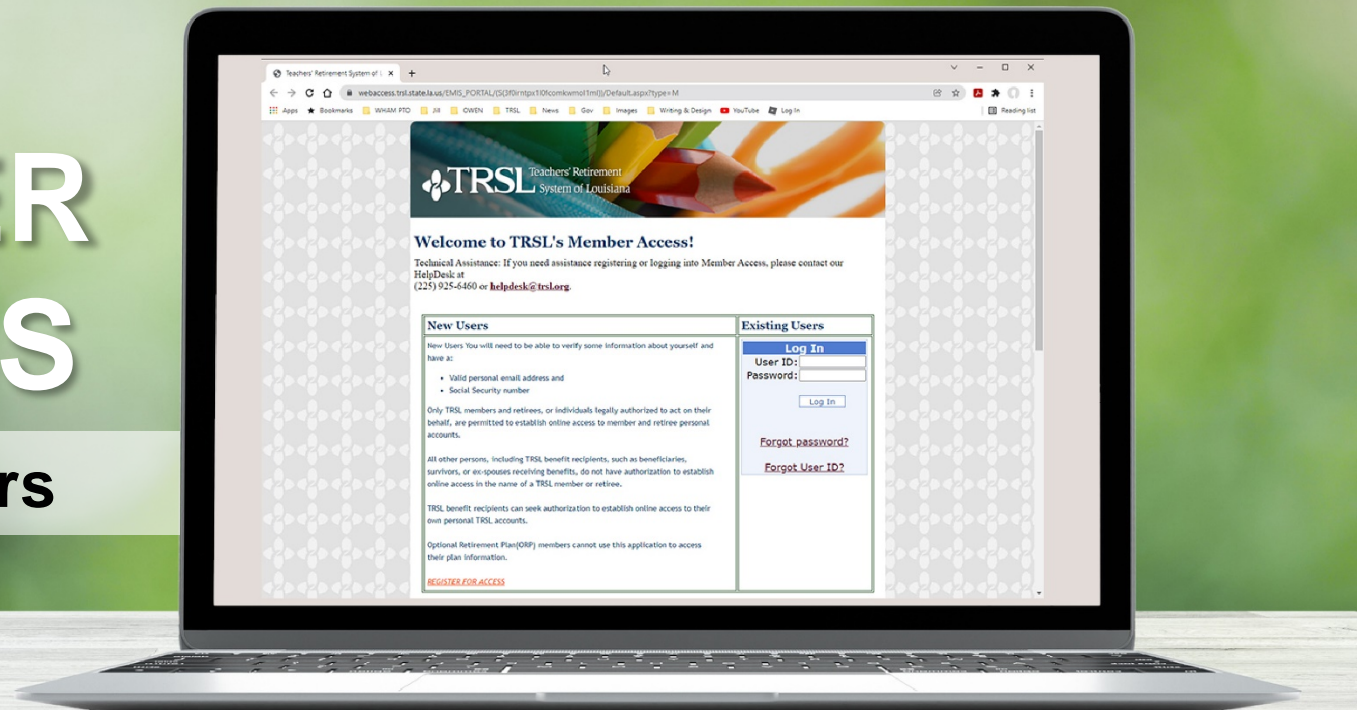 ER
S
rs
Teachers' Retirement System of L
webaccess.trsl.state.la.us/EMIS_PORTAL/(S(3f0irntpx1l0fcomkwmol1ml))/Default.aspx?type=M
Apps Bookmarks WHAM PTO Jill OWEN TRSL News Gov Images Writing & Design YouTube Log In Reading list
TRSL Teachers' Retirement
System of Louisiana
Welcome to TRSL's Member Access!
Technical Assistance: If you need assistance registering or logging into Member Access, please contact our
HelpDesk at
(225) 925-6460 or helpdesk@trsl.org.
New Users
New Users You will need to be able to verify some information about yourself and
have a:
• Valid personal email address and
• Social Security number
Only TRSL members and retirees, or individuals legally authorized to act on their
behalf, are permitted to establish online access to member and retiree personal
accounts.
All other persons, including TRSL benefit recipients, such as beneficiaries,
survivors, or ex-spouses receiving benefits, do not have authorization to establish
online access in the name of a TRSL member or retiree.
TRSL benefit recipients can seek authorization to establish online access to their
own personal TRSL accounts.
Optional Retirement Plan(ORP) members cannot use this application to access
their plan information.
REGISTER FOR ACCESS
Existing Users
Log In
User ID:
Password:
Log In
Forgot password?
Forgot User ID?